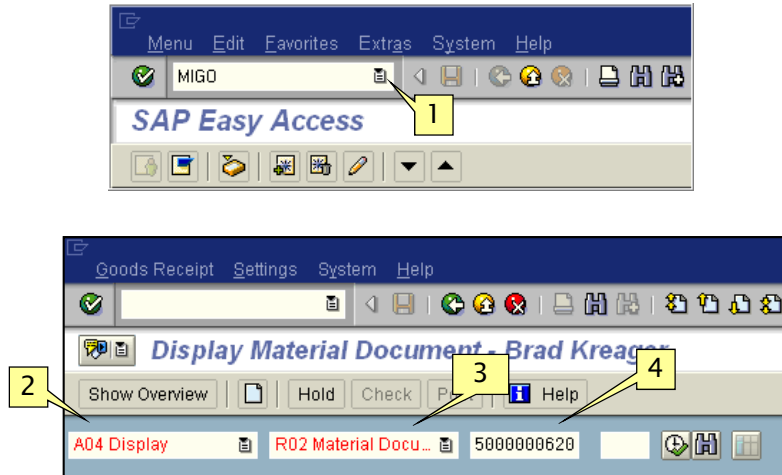 Menu Edit Favorites Extras System Help
MIGO
1
SAP Easy Access
Goods Receipt Settings System Help
Display Material Document - Brad Kreager
3
4
2
Show Overview Hold Check Help
A04 Display R02 Material Docu... 5000000620